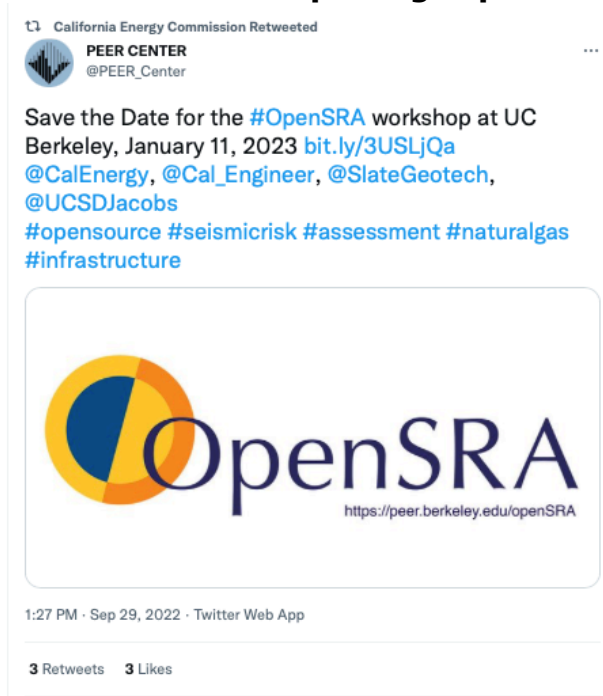 California Energy Commission Retweeted
PEER CENTER
@PEER_Center
Save the Date for the #OpenSRA workshop at UC
Berkeley, January 11, 2023 bit.ly/3USLjQa
@CalEnergy, @Cal_Engineer, @SlateGeotech,
@UCSDJacobs
#opensource #seismicrisk #assessment #naturalgas
#infrastructure
OpenSRA
https://peer.berkeley.edu/openSRA
1:27 PM · Sep 29, 2022 · Twitter Web App
3 Retweets 3 Likes